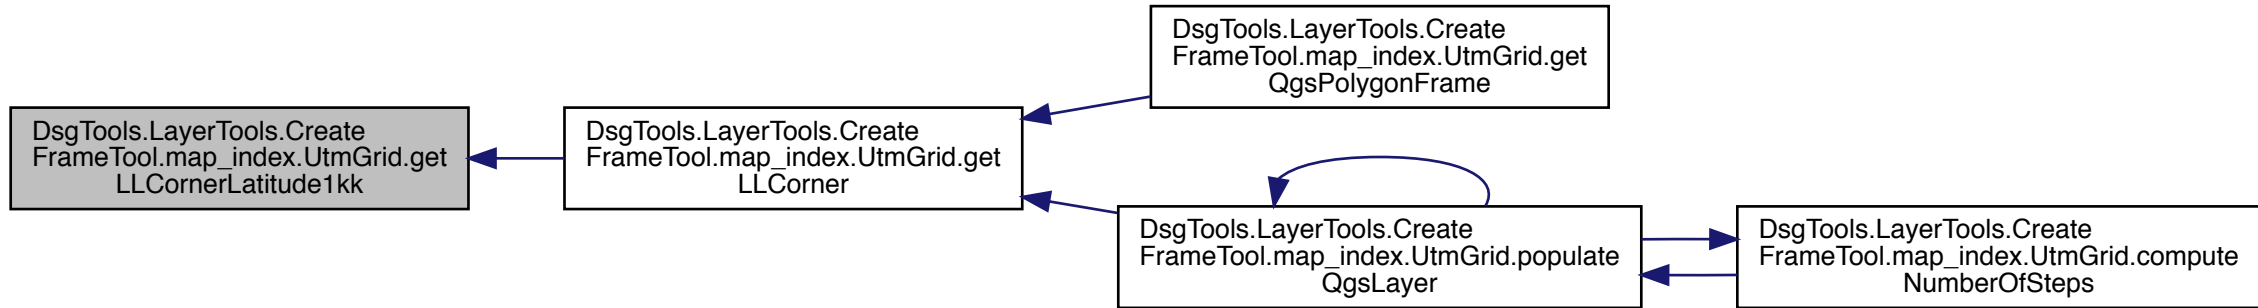 DsgTools.LayerTools.Create
FrameTool.map_index.UtmGrid.get
LLCornerLatitude1kk
DsgTools.LayerTools.Create
FrameTool.map_index.UtmGrid.get
LLCorner
DsgTools.LayerTools.Create
FrameTool.map_index.UtmGrid.get
QgsPolygonFrame
DsgTools.LayerTools.Create
FrameTool.map_index.UtmGrid.populate
QgsLayer
DsgTools.LayerTools.Create
FrameTool.map_index.UtmGrid.compute
NumberOfSteps